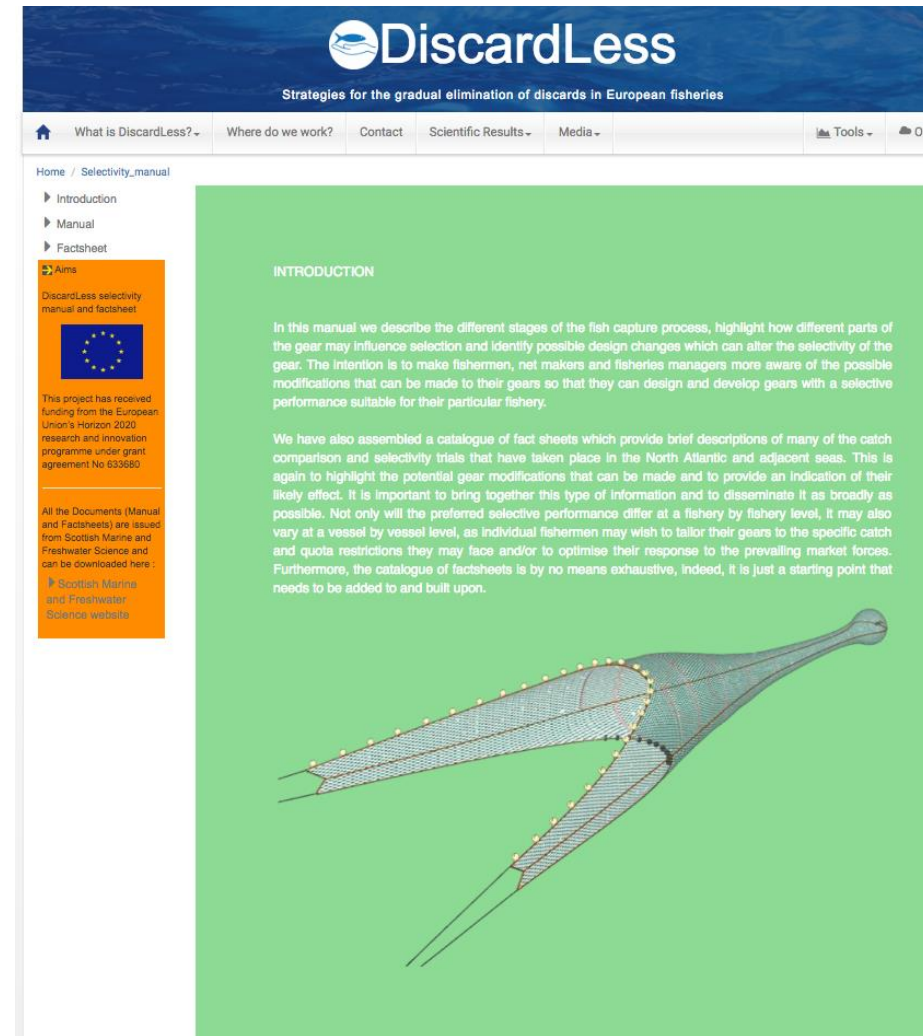 DiscardLess
Strategies for the gradual elimination of discards in European fisheries
What is DiscardLess? Where do we work? Contact Scientific Results Media Tools
Home / Selectivity_manual
Introduction
Manual
Factsheet
Aims
DiscardLess selectivity
manual and factsheet
This project has received
funding from the European
Union's Horizon 2020
research and innovation
programme under grant
agreement No 633680
All the Documents (Manual
and Factsheets) are issued
from Scottish Marine and
Freshwater Science and
can be downloaded here :
Scottish Marine
and Freshwater
Science website
INTRODUCTION
In this manual we describe the different stages of the fish capture process, highlight how different parts of
the gear may influence selection and identify possible design changes which can alter the selectivity of the
gear. The intention is to make fishermen, net makers and fisheries managers more aware of the possible
modifications that can be made to their gears so that they can design and develop gears with a selective
performance suitable for their particular fishery.
We have also assembled a catalogue of fact sheets which provide brief descriptions of many of the catch
comparison and selectivity trials that have taken place in the North Atlantic and adjacent seas. This is
again to highlight the potential gear modifications that can be made and to provide an indication of their
likely effect. It is important to bring together this type of information and to disseminate it as broadly as
possible. Not only will the preferred selective performance differ at a fishery by fishery level, it may also
vary at a vessel by vessel level, as individual fishermen may wish to tailor their gears to the specific catch
and quota restrictions they may face and/or to optimise their response to the prevailing market forces.
Furthermore, the catalogue of factsheets is by no means exhaustive, indeed, it is just a starting point that
needs to be added to and built upon.